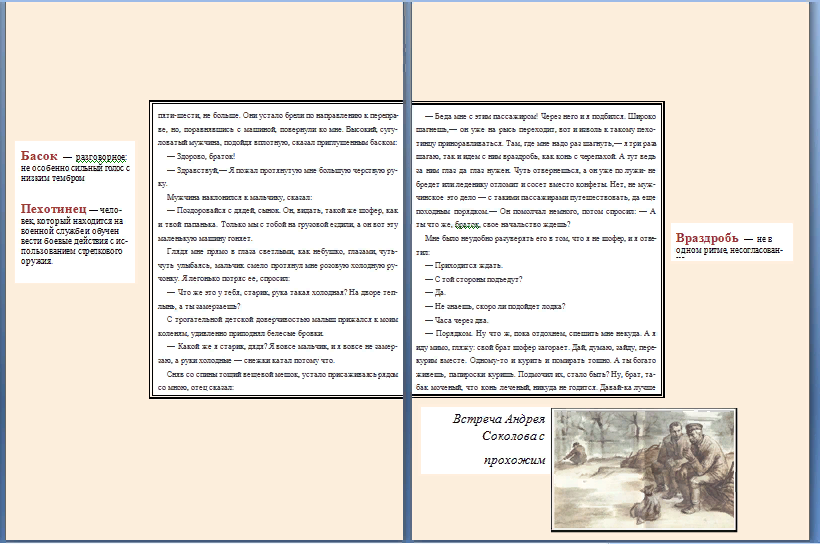 Басок — разговорное:
не особенно сильный голос с
низким тембром
Пехотинец — чело-
век, который находится на
военной службе и обучен
вести боевые действия с ис-
пользованием стрелкового
оружия.
пяти-шести, не больше. Они устало брели по направлению к перепра-
ве, но, поравнявшись с машиной, повернули ко мне. Высокий, суту-
ловатый мужчина, подойдя вплотную, сказал приглушенным баском:
— Здорово, браток!
— Здравствуй,— Я пожал протянутую мне большую черствую ру-
ку.
Мужчина наклонился к мальчику, сказал:
— Поздоровайся с дядей, сынок. Он, видать, такой же шофер, как
и твой папанька. Только мы с тобой на грузовой ездили, а он вот эту
маленькую машину гоняет.
Глядя мне прямо в глаза светлыми, как небушко, глазами, чуть-
чуть улыбаясь, мальчик смело протянул мне розовую холодную ру-
чонку. Я легонько потряс ее, спросил:
— Что же это у тебя, старик, рука такая холодная? На дворе теп-
лынь, а ты замерзаешь?
С трогательной детской доверчивостью малыш прижался к моим
коленям, удивленно приподнял белесые бровки.
— Какой же я старик, дядя? Я вовсе мальчик, и я вовсе не замер-
заю, а руки холодные — снежки катал потому что.
Сняв со спины тощий вещевой мешок, устало присаживаясь рядом
со мною, отец сказал:
— Беда мне с этим пассажиром! Через него и я подбился. Широко
шагнешь,— он уже на рысь переходит, вот и изволь к такому пехо-
тинцу приноравливаться. Там, где мне надо раз шагнуть,— я три раза
шагаю, так и идем с ним враздробь, как конь с черепахой. А тут ведь
за ним глаз да глаз нужен. Чуть отвернешься, а он уже по лужи- не
бредет или леденику отломит и сосет вместо конфеты. Нет, не муж-
чинское это дело — с такими пассажирами путешествовать, да еще
походным порядком.— Он помолчал немного, потом спросил: — А
ты что же, браток, свое начальство ждешь?
Мне было неудобно разуверять его в том, что я не шофер, и я отве-
тил:
— Приходится ждать.
— С той стороны подъедут?
— Да.
— Не знаешь, скоро ли подойдет лодка?
— Часа через два.
— Порядком. Ну что ж, пока отдохнем, спешить мне некуда. А я
иду мимо, гляжу: свой брат шофер загорает. Дай, думаю, зайду, пере-
курим вместе. Одному-то и курить и помирать тошно. А ты богато
живешь, папироски куришь. Подмочил их, стало быть? Ну, брат, та-
бак моченый, что конь леченый, никуда не годится. Давай-ка лучше
Враздробь — не в
одном ритме, несогласован-
Встреча Андрея
Соколова с
прохожим